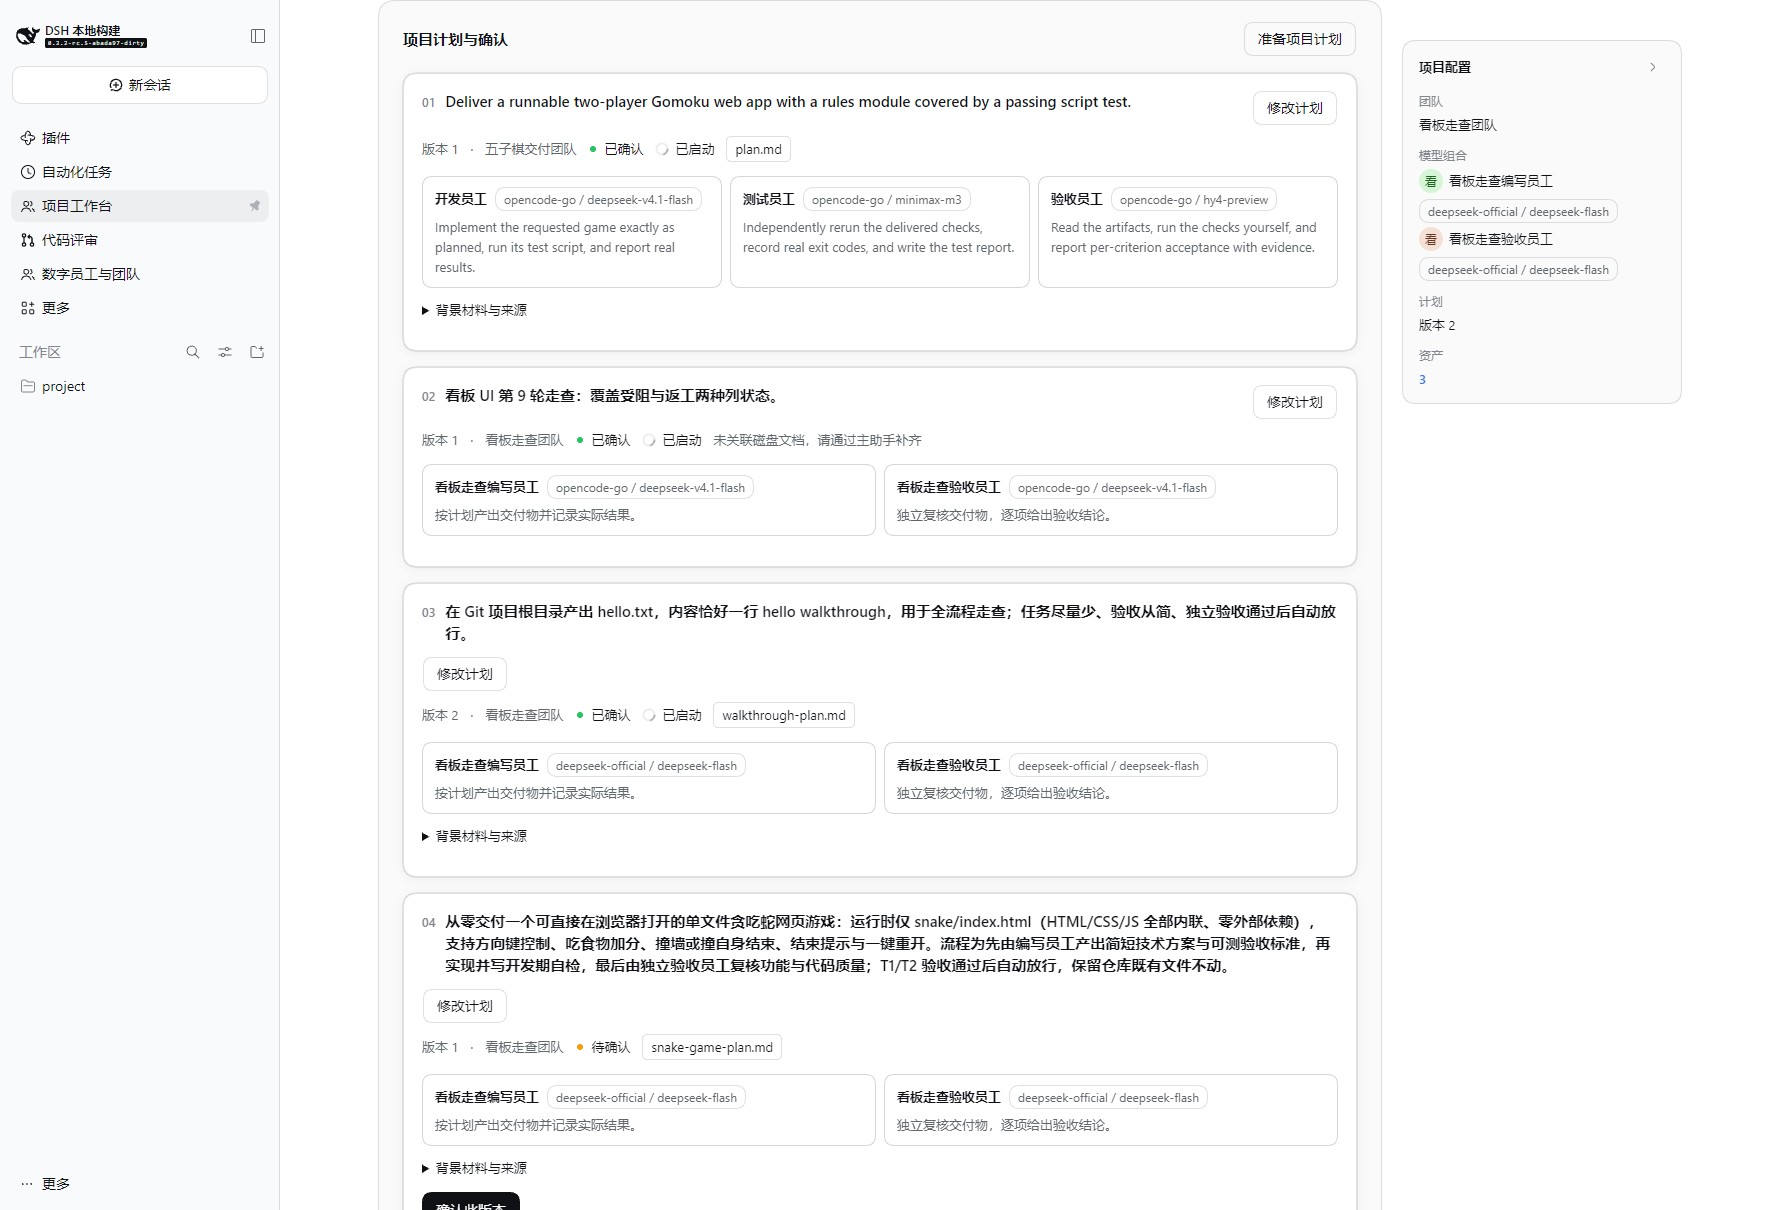 DSH 本地构建
0.3.2-rc.5-abada97-dirty
新会话
插件
自动化任务
项目工作台
代码评审
数字员工与团队
更多
工作区
project
更多
项目计划与确认
准备项目计划
01 Deliver a runnable two-player Gomoku web app with a rules module covered by a passing script test.
修改计划
版本 1 · 五子棋交付团队 已确认 已启动 plan.md
开发员工 opencode-go / deepseek-v4.1-flash
Implement the requested game exactly as
planned, run its test script, and report real
results.
测试员工 opencode-go / minimax-m3
Independently rerun the delivered checks,
record real exit codes, and write the test report.
验收员工 opencode-go / hy4-preview
Read the artifacts, run the checks yourself, and
report per-criterion acceptance with evidence.
背景材料与来源
02 看板 UI 第 9 轮走查：覆盖受阻与返工两种列状态。
修改计划
版本 1 · 看板走查团队 已确认 已启动 未关联磁盘文档，请通过主助手补齐
看板走查编写员工 opencode-go / deepseek-v4.1-flash
按计划产出交付物并记录实际结果。
看板走查验收员工 opencode-go / deepseek-v4.1-flash
独立复核交付物，逐项给出验收结论。
03 在 Git 项目根目录产出 hello.txt，内容恰好一行 hello walkthrough，用于全流程走查；任务尽量少、验收从简、独立验收通过后自动放
行。
修改计划
版本 2 · 看板走查团队 已确认 已启动 walkthrough-plan.md
看板走查编写员工 deepseek-official / deepseek-flash
按计划产出交付物并记录实际结果。
看板走查验收员工 deepseek-official / deepseek-flash
独立复核交付物，逐项给出验收结论。
背景材料与来源
04 从零交付一个可直接在浏览器打开的单文件贪吃蛇网页游戏：运行时仅 snake/index.html（HTML/CSS/JS 全部内联、零外部依赖），
支持方向键控制、吃食物加分、撞墙或撞自身结束、结束提示与一键重开。流程为先由编写员工产出简短技术方案与可测验收标准，再
实现并写开发期自检，最后由独立验收员工复核功能与代码质量；T1/T2 验收通过后自动放行，保留仓库既有文件不动。
修改计划
版本 1 · 看板走查团队 待确认 snake-game-plan.md
看板走查编写员工 deepseek-official / deepseek-flash
按计划产出交付物并记录实际结果。
看板走查验收员工 deepseek-official / deepseek-flash
独立复核交付物，逐项给出验收结论。
背景材料与来源
确认此版本
项目配置
团队
看板走查团队
模型组合
看 看板走查编写员工
deepseek-official / deepseek-flash
看 看板走查验收员工
deepseek-official / deepseek-flash
计划
版本 2
资产
3